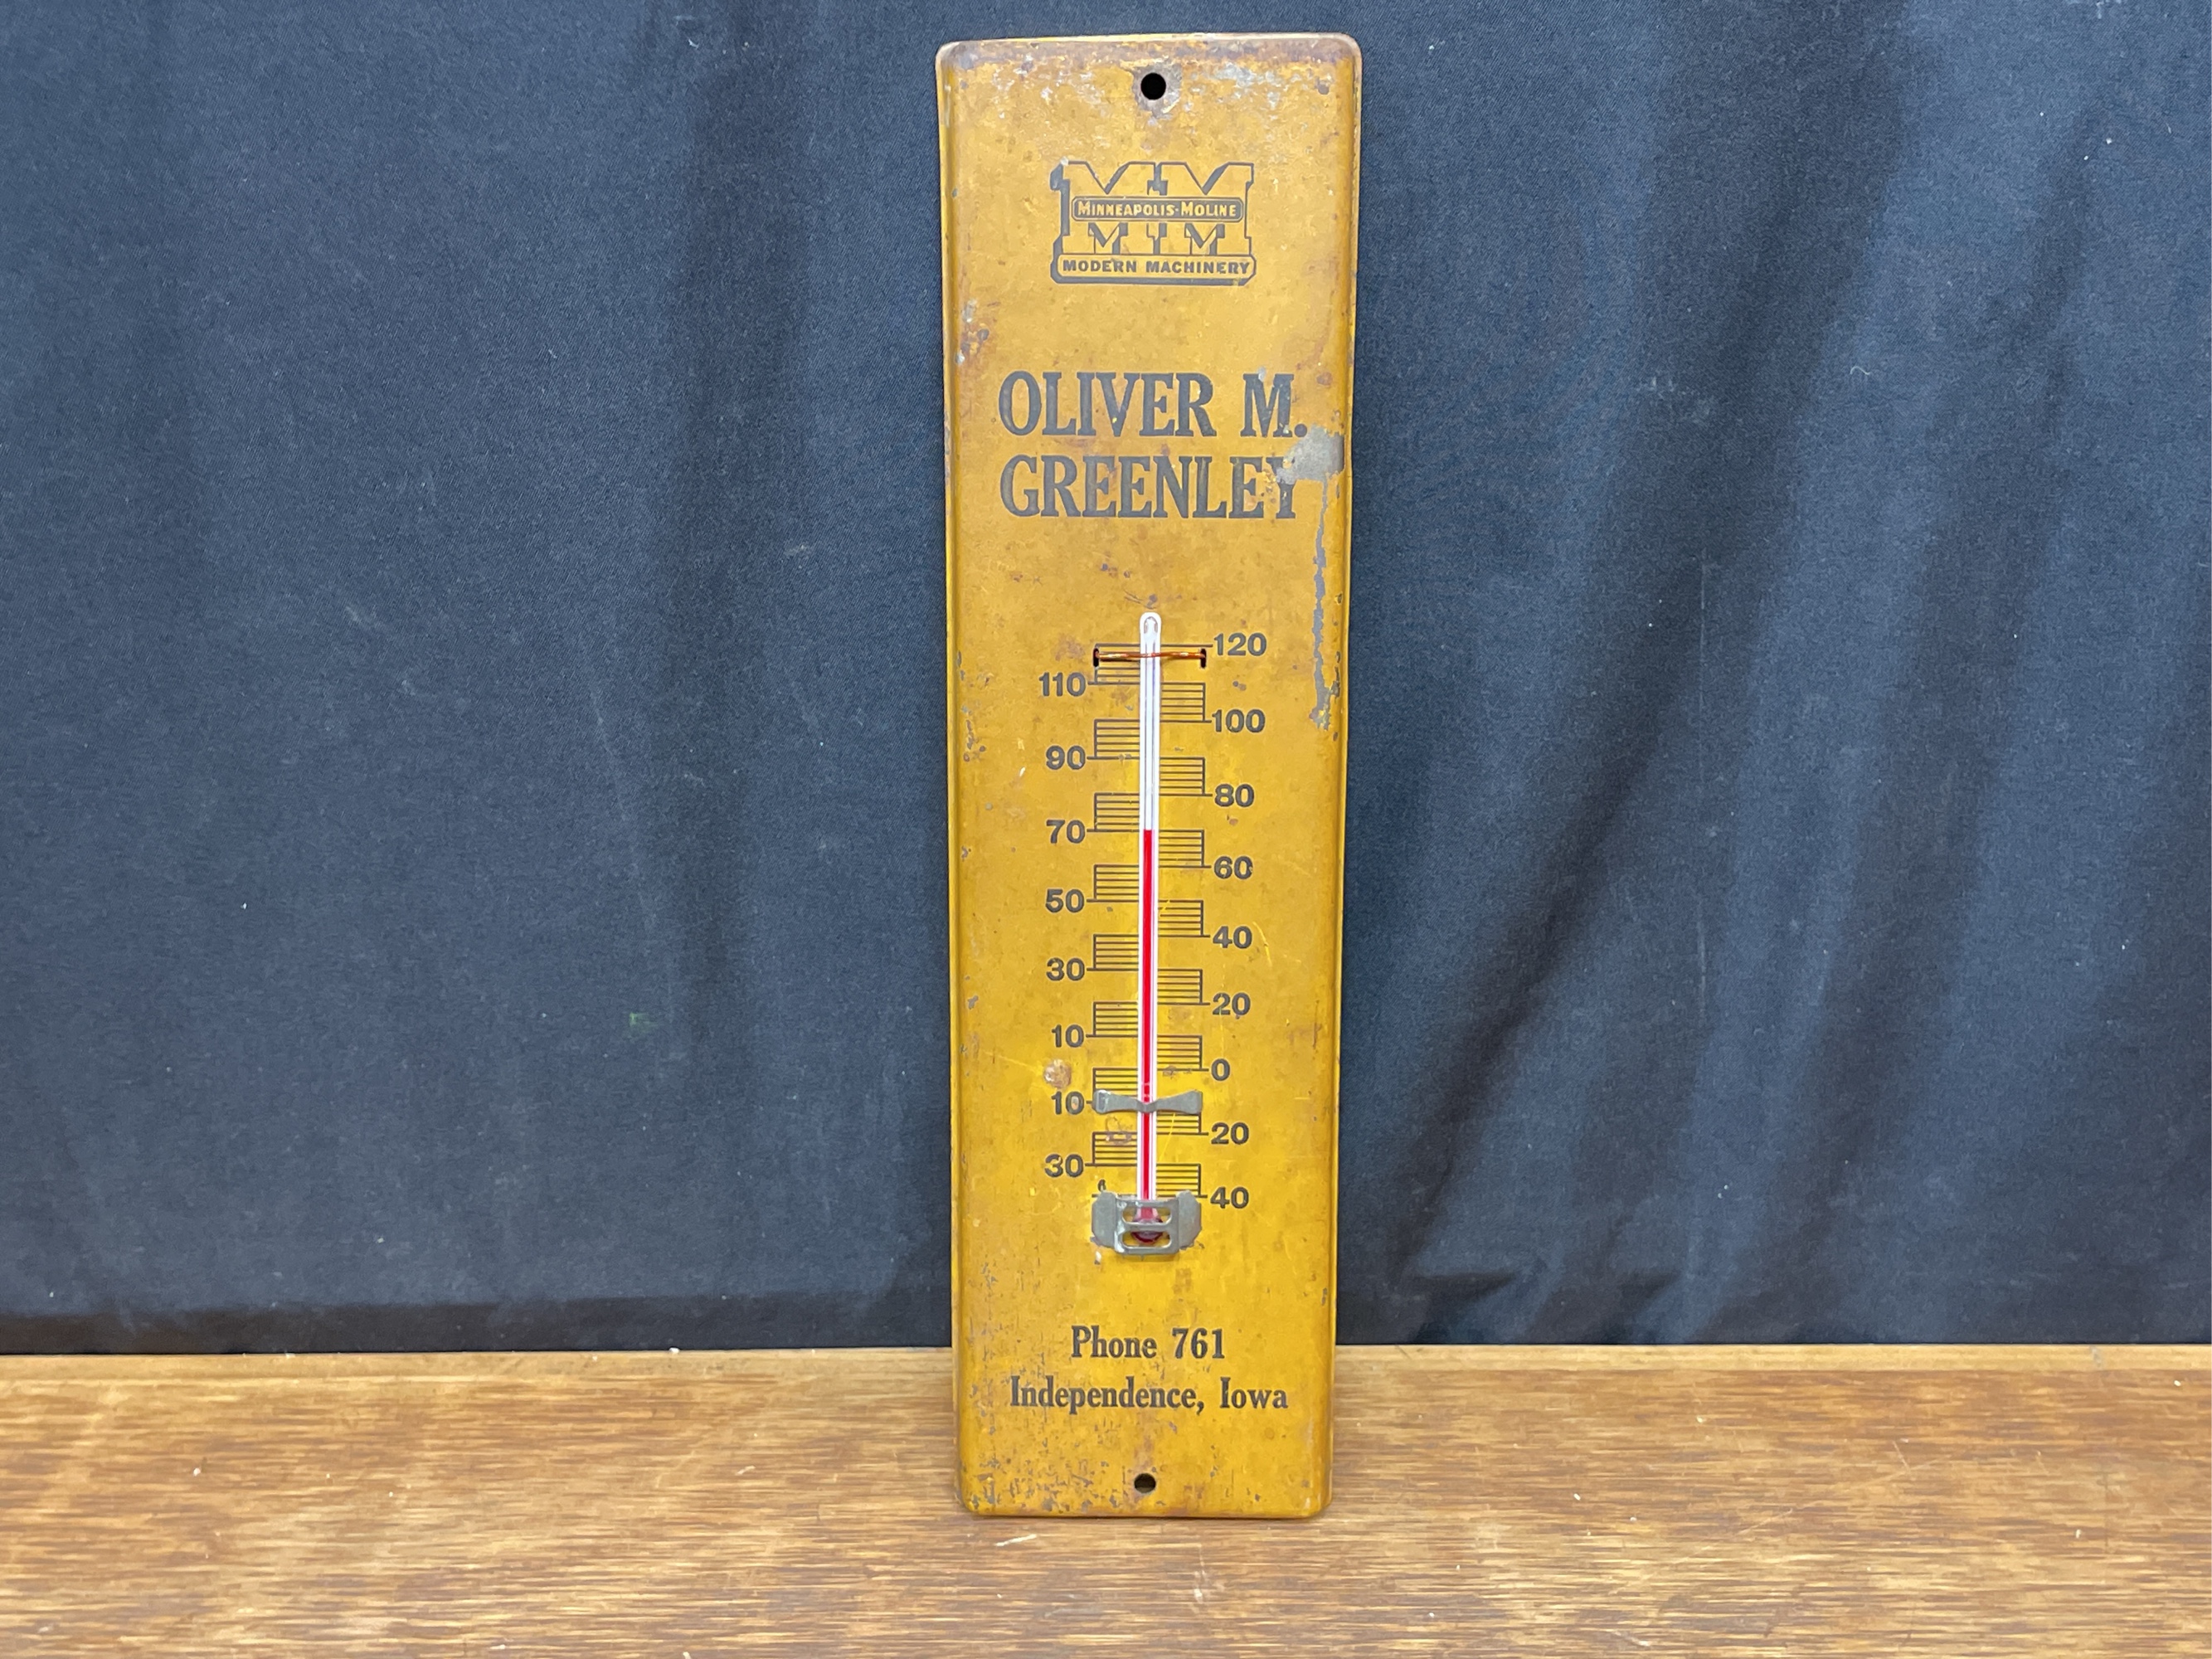 MM
MINNEAPOLIS-MOLINE
MODERN MACHINERY
OLIVER M.
GREENLEY
120
110
100
90
80
70
60
50
40
30
20
10
0
10
20
30
40
Phone 761
Independence, Iowa